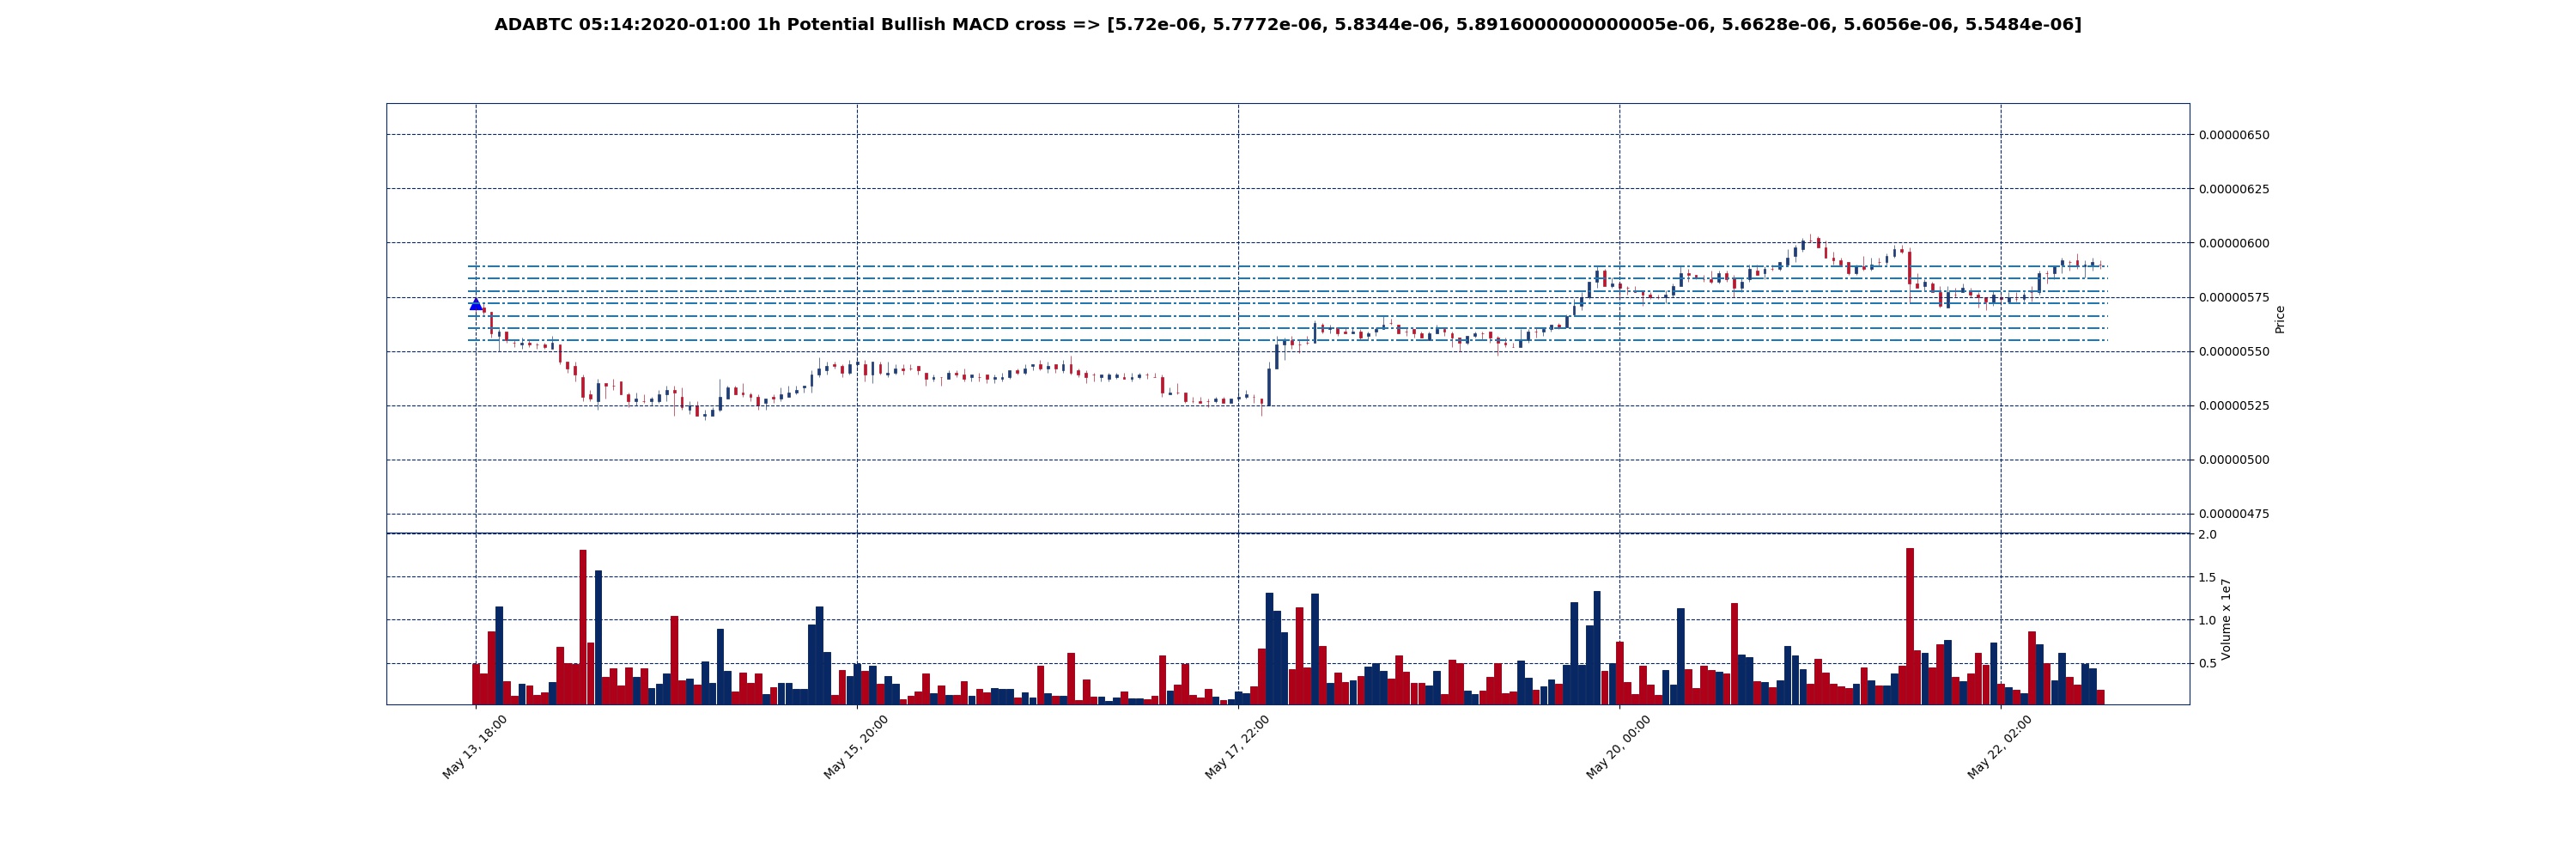 ADABTC 05:14:2020-01:00 1h Potential Bullish MACD cross => [5.72e-06, 5.7772e-06, 5.8344e-06, 5.8916000000000005e-06, 5.6628e-06, 5.6056e-06, 5.5484e-06]
0.00000650
0.00000625
0.00000600
0.00000575
0.00000550
0.00000525
0.00000500
0.00000475
Price
2.0
1.5
1.0
0.5
Volume x 1e7
May 13, 18:00
May 15, 20:00
May 17, 22:00
May 20, 00:00
May 22, 02:00